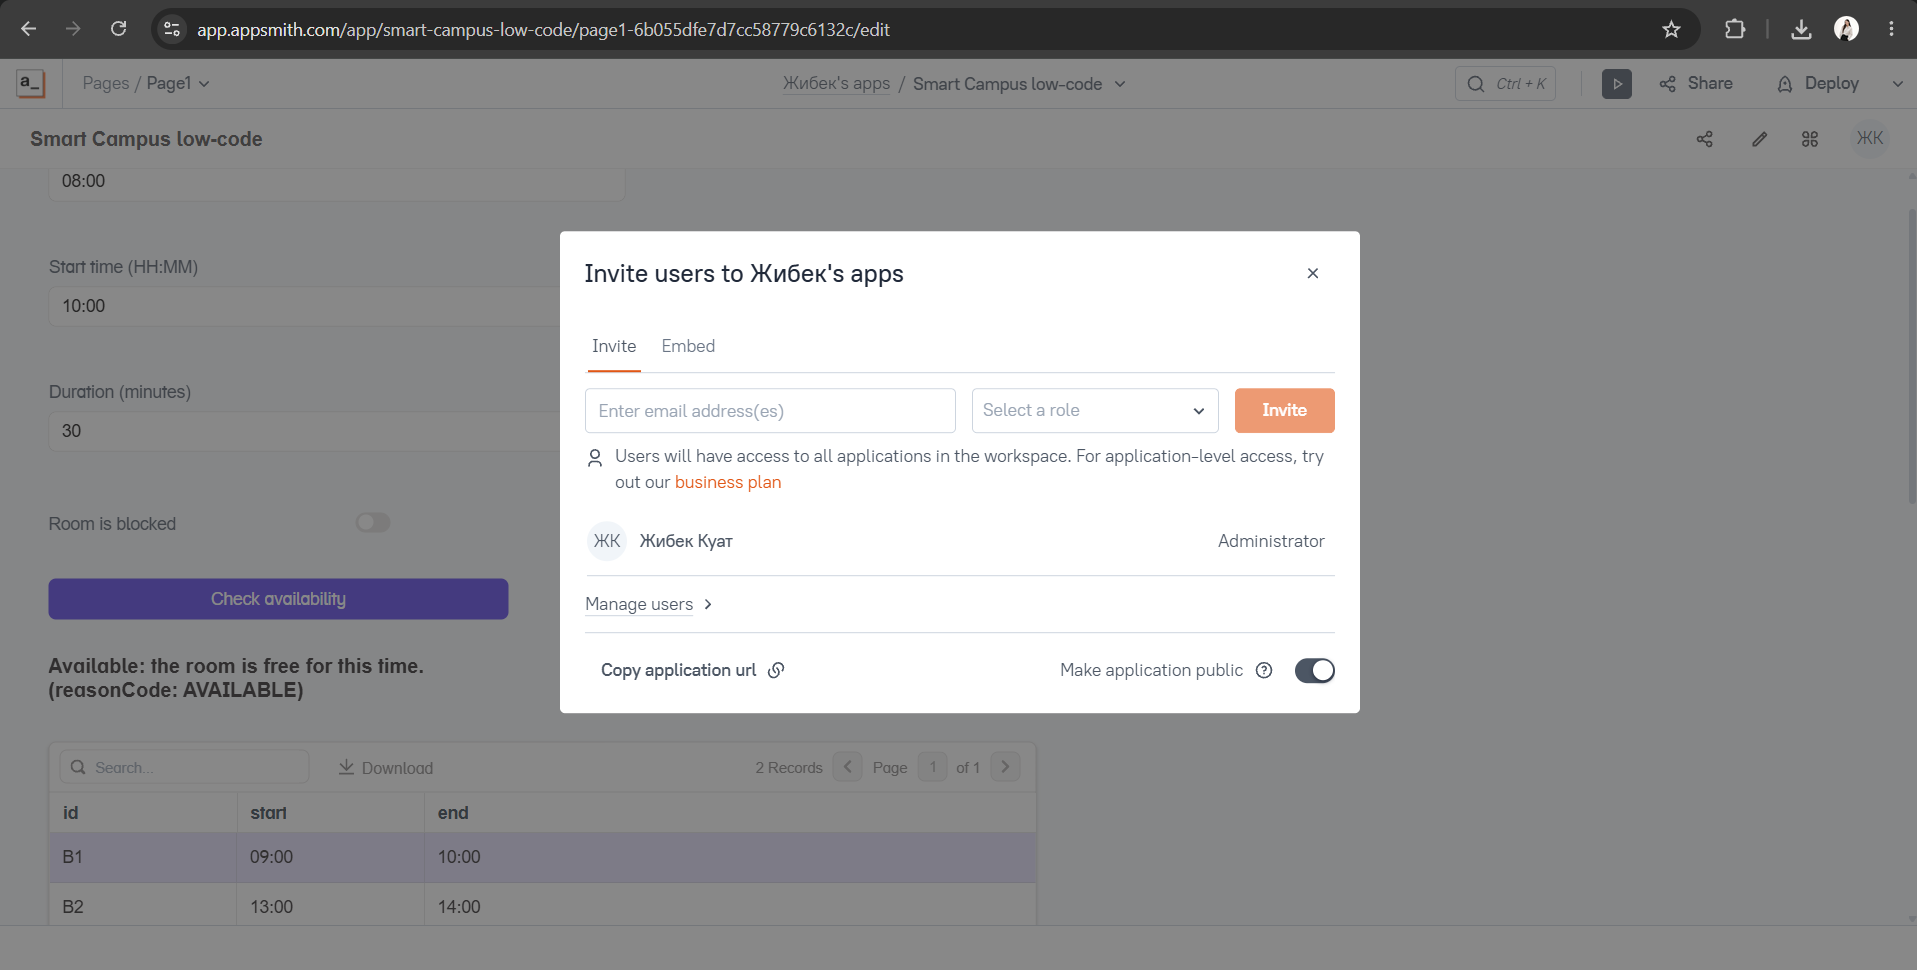 app.appsmith.com/app/smart-campus-low-code/page1-6b055dfe7d7cc58779c6132c/edit
a_
Pages / Page1
Жибек's apps / Smart Campus low-code
Ctrl + K
Share
Deploy
Smart Campus low-code
ЖК
08:00
Start time (HH:MM)
10:00
Duration (minutes)
30
Room is blocked
Check availability
Available: the room is free for this time.
(reasonCode: AVAILABLE)
Search...
Download
2 Records
Page 1 of 1
id start end
B1 09:00 10:00
B2 13:00 14:00
Invite users to Жибек's apps
Invite Embed
Enter email address(es)
Select a role
Invite
Users will have access to all applications in the workspace. For application-level access, try
out our business plan
ЖК Жибек Куат Administrator
Manage users
Copy application url
Make application public